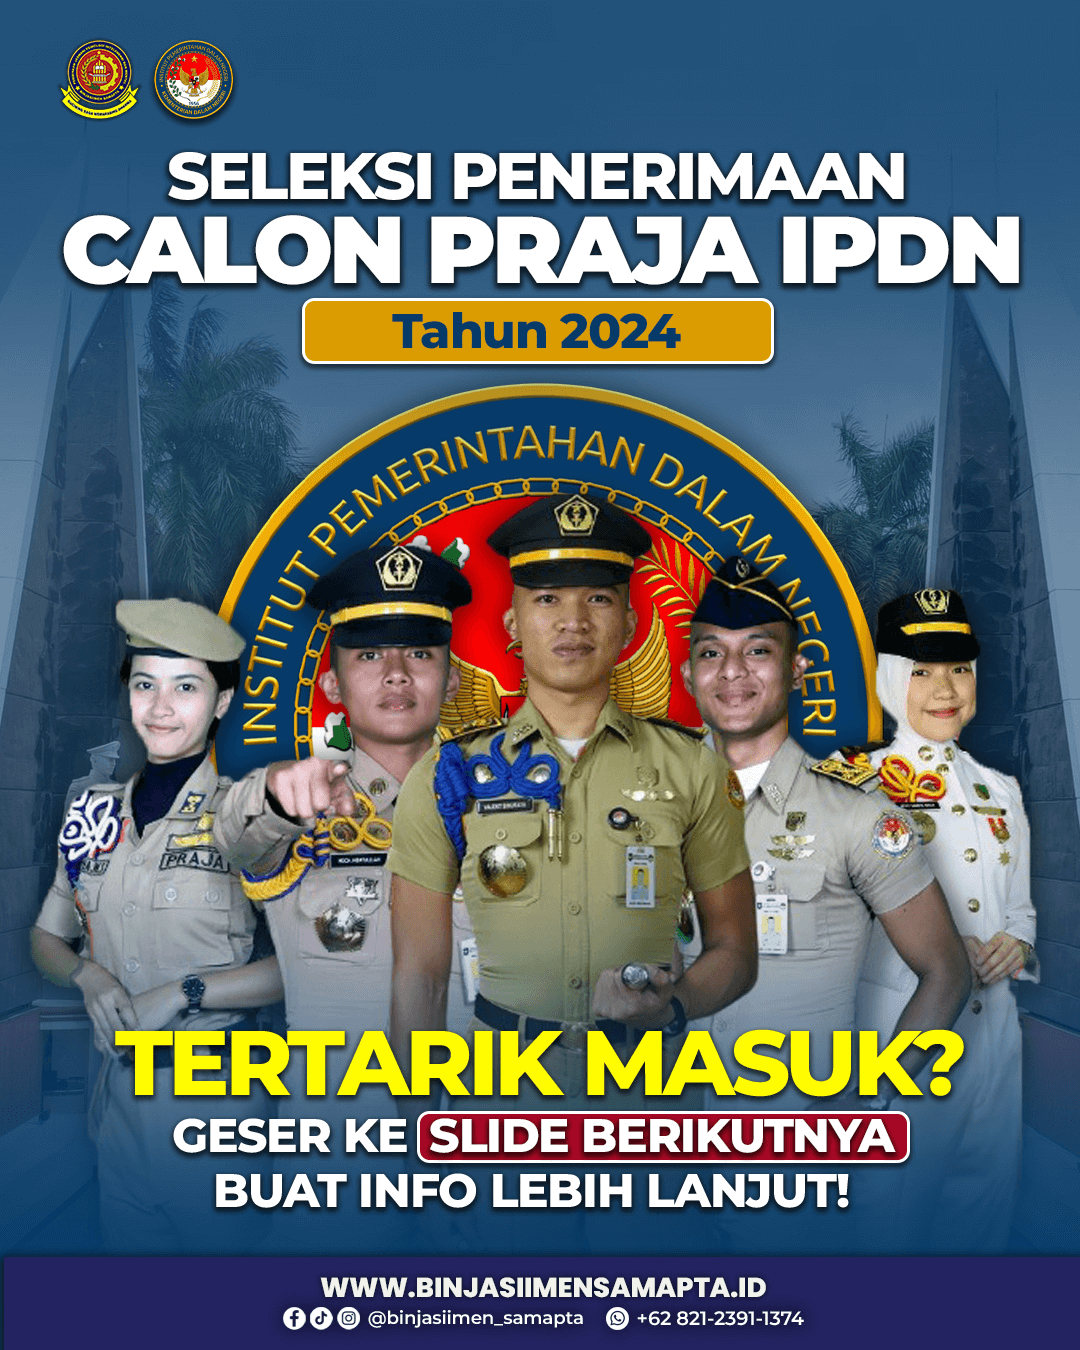 SELEKSI PENERIMAAN
CALON PRAJA IPDN
Tahun 2024
INSTITUT PEMERINTAHAN DALAM NEGERI
PRAJA
TERTARIK MASUK?
GESER KE SLIDE BERIKUTNYA
BUAT INFO LEBIH LANJUT!
WWW.BINJASIIMENSAMAPTA.ID
@binjasiimen_samapta +62 821-2391-1374